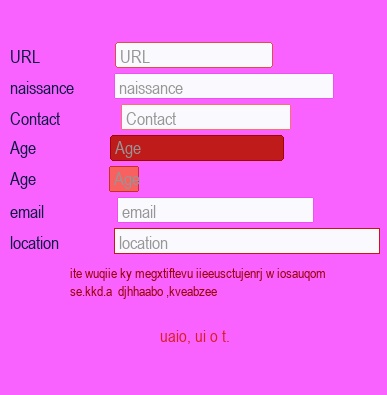 URL URL
naissance naissance
Contact Contact
Age Age
Age Age
email email
location location
ite wuqiie ky megxtiftevu iieeusctujenrj w iosauqom
se.kkd.a djhhaabo ,kveabzee
uaio, ui o t.